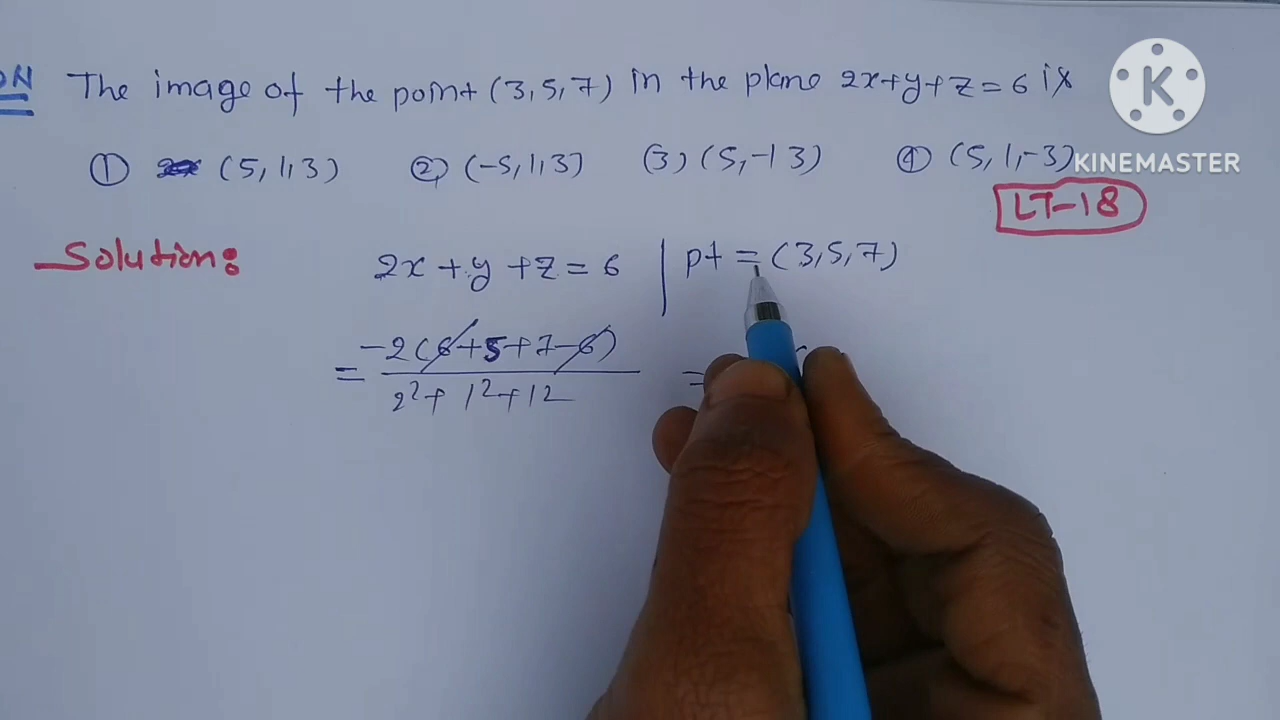 ON The image of the point (3,5,7) in the plane 2x+y+z=6 is
① (5,1,3) ② (-5,1,3) (3) (5,-1 3) ④ (5,1,-3)
KINEMASTER
LT-18
Solution: 2x+y+z=6 | pt = (3,5,7)
= -2(6+5+7-6) =
2²+1²+12